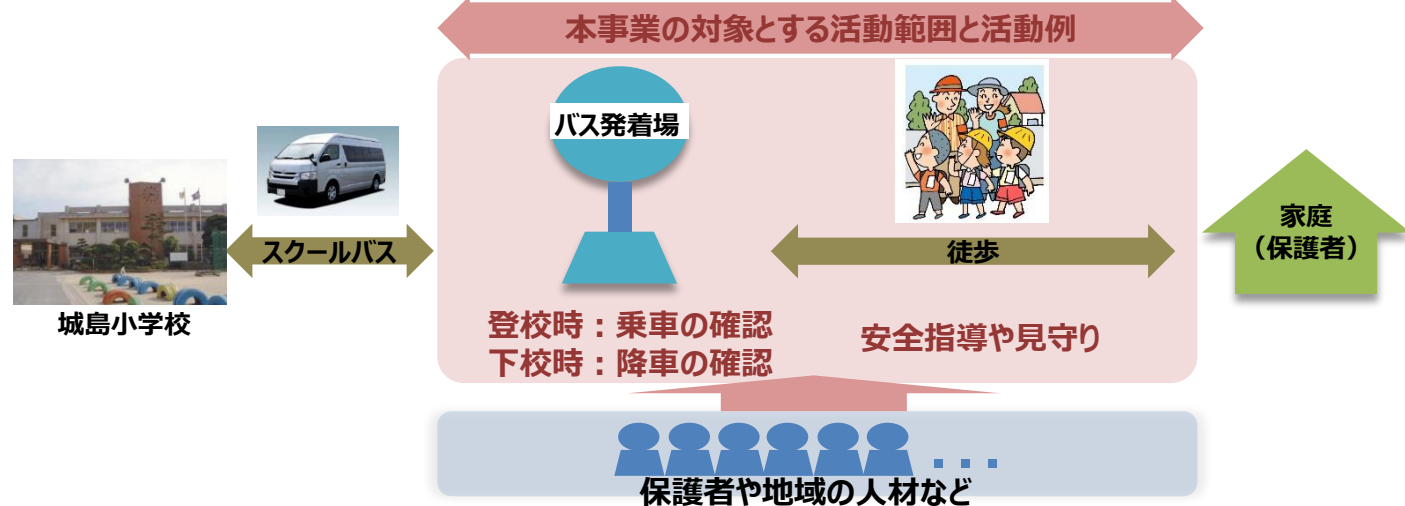 本事業の対象とする活動範囲と活動例
バス発着場
スクールバス
徒歩
家庭
（保護者）
城島小学校
登校時：乗車の確認
下校時：降車の確認
安全指導や見守り
保護者や地域の人材など